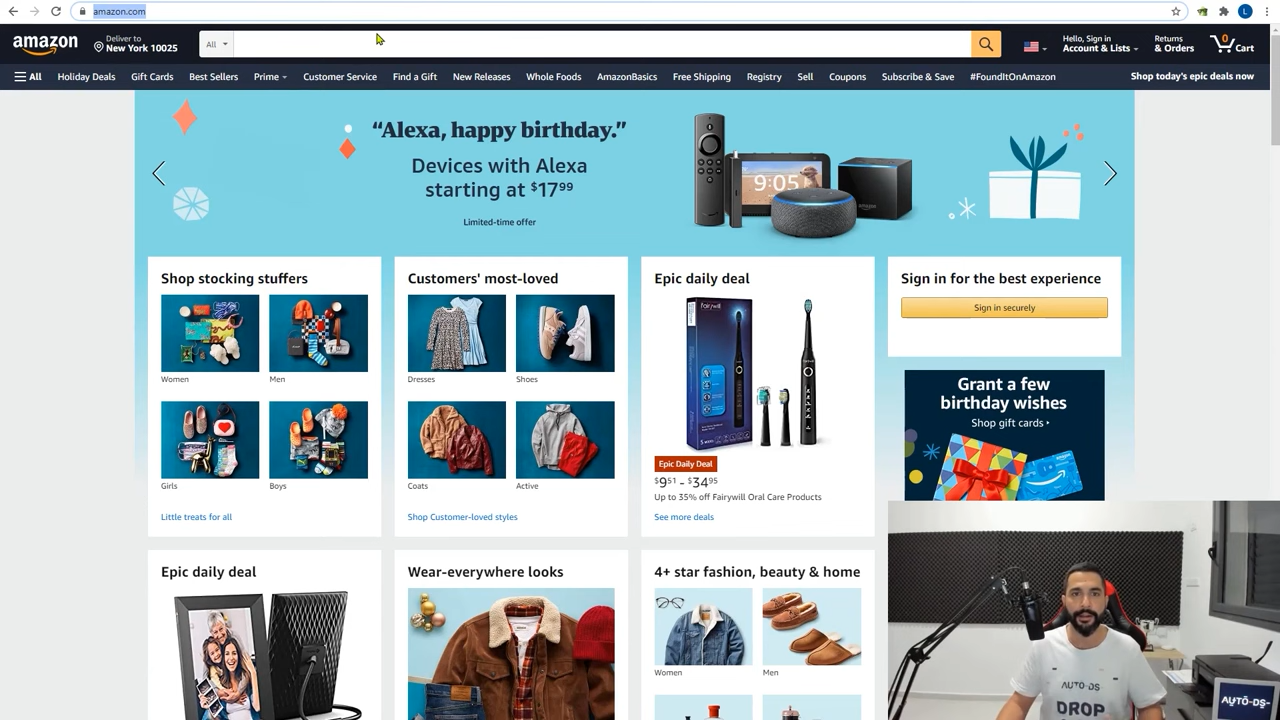 amazon.com
L
amazon
Deliver to
New York 10025
All
Hello, Sign in
Account & Lists
Returns
& Orders
0
Cart
All
Holiday Deals
Gift Cards
Best Sellers
Prime
Customer Service
Find a Gift
New Releases
Whole Foods
AmazonBasics
Free Shipping
Registry
Sell
Coupons
Subscribe & Save
#FoundItOnAmazon
Shop today's epic deals now
“Alexa, happy birthday.”
Devices with Alexa
starting at $17⁹⁹
Limited-time offer
9:05
Shop stocking stuffers
Women
Men
Girls
Boys
Little treats for all
Customers' most-loved
Dresses
Shoes
Coats
Active
Shop Customer-loved styles
Epic daily deal
Fairywill
Epic Daily Deal
$9⁵¹ - $34⁹⁵
Up to 35% off Fairywill Oral Care Products
See more deals
Sign in for the best experience
Sign in securely
Grant a few
birthday wishes
Shop gift cards
Epic daily deal
Wear-everywhere looks
4+ star fashion, beauty & home
Women
Men
AUTO-DS
DROP
AUTO-DS